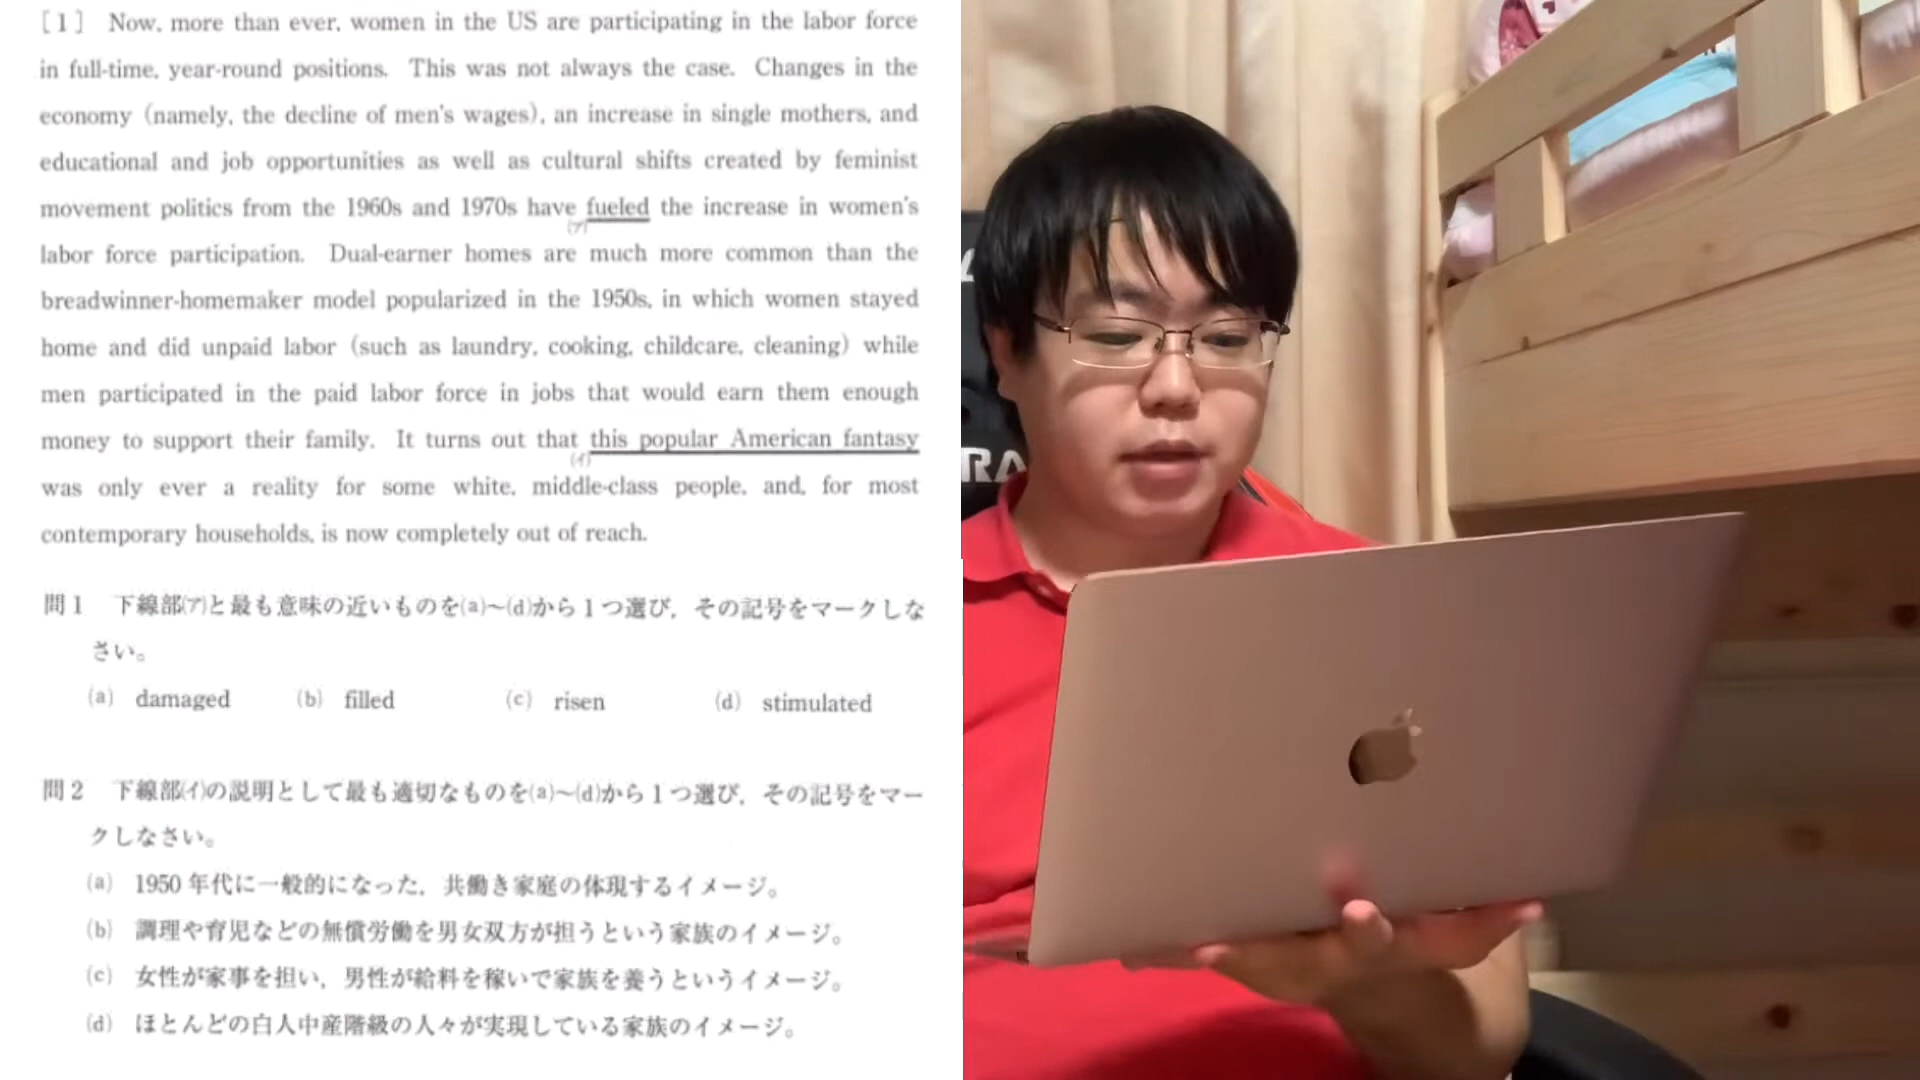 [1] Now, more than ever, women in the US are participating in the labor force
in full-time, year-round positions. This was not always the case. Changes in the
economy (namely, the decline of men's wages), an increase in single mothers, and
educational and job opportunities as well as cultural shifts created by feminist
movement politics from the 1960s and 1970s have fueled the increase in women's
(ア)
labor force participation. Dual-earner homes are much more common than the
breadwinner-homemaker model popularized in the 1950s, in which women stayed
home and did unpaid labor (such as laundry, cooking, childcare, cleaning) while
men participated in the paid labor force in jobs that would earn them enough
money to support their family. It turns out that this popular American fantasy
(イ)
was only ever a reality for some white, middle-class people, and, for most
contemporary households, is now completely out of reach.
問1 下線部(ア)と最も意味の近いものを(a)~(d)から1つ選び,その記号をマークしな
さい。
(a) damaged (b) filled (c) risen (d) stimulated
問2 下線部(イ)の説明として最も適切なものを(a)~(d)から1つ選び,その記号をマー
クしなさい。
(a) 1950年代に一般的になった,共働き家庭の体現するイメージ。
(b) 調理や育児などの無償労働を男女双方が担うという家族のイメージ。
(c) 女性が家事を担い,男性が給料を稼いで家族を養うというイメージ。
(d) ほとんどの白人中産階級の人々が実現している家族のイメージ。
RA